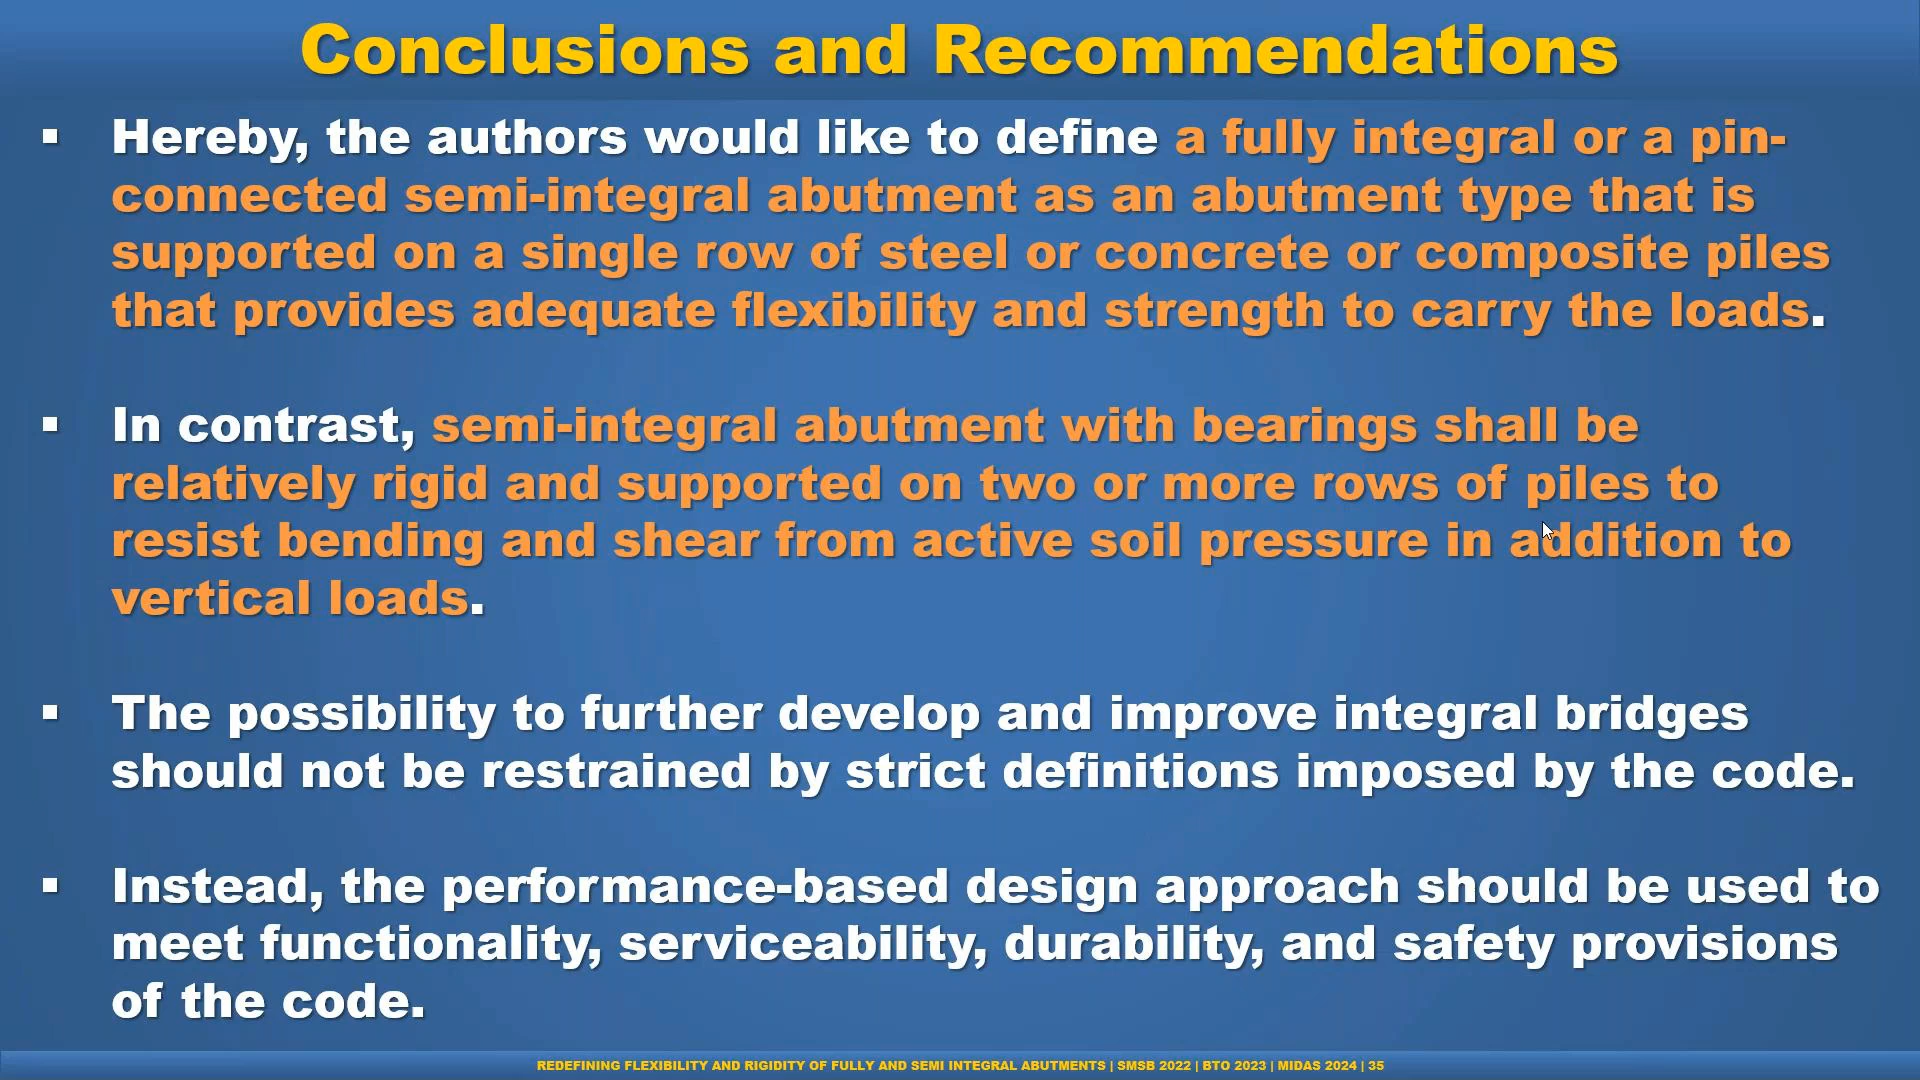 Conclusions and Recommendations
▪ Hereby, the authors would like to define a fully integral or a pin-
connected semi-integral abutment as an abutment type that is
supported on a single row of steel or concrete or composite piles
that provides adequate flexibility and strength to carry the loads.
▪ In contrast, semi-integral abutment with bearings shall be
relatively rigid and supported on two or more rows of piles to
resist bending and shear from active soil pressure in addition to
vertical loads.
▪ The possibility to further develop and improve integral bridges
should not be restrained by strict definitions imposed by the code.
▪ Instead, the performance-based design approach should be used to
meet functionality, serviceability, durability, and safety provisions
of the code.
REDEFINING FLEXIBILITY AND RIGIDITY OF FULLY AND SEMI INTEGRAL ABUTMENTS | SMSB 2022 | BTO 2023 | MIDAS 2024 | 35